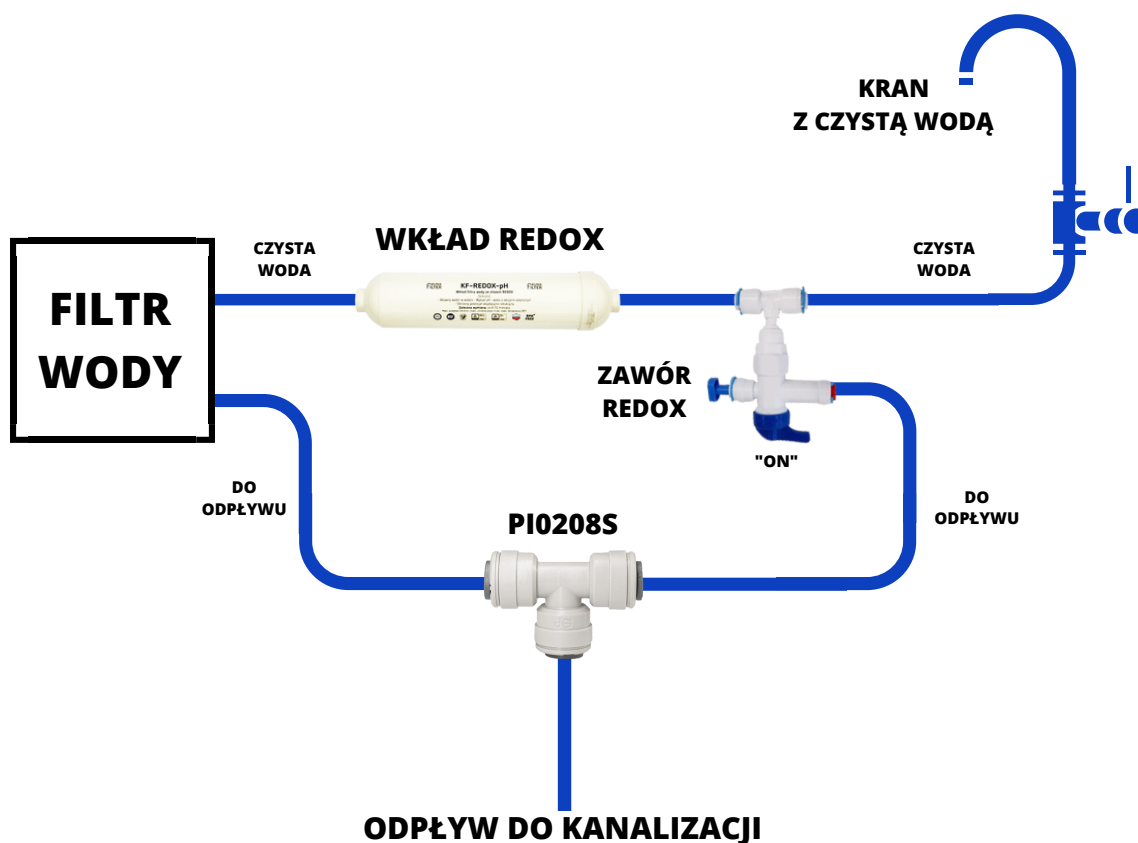 KRAN
Z CZYSTĄ WODĄ
WKŁAD REDOX
CZYSTA
WODA
CZYSTA
WODA
FILTR
WODY
KF-REDOX-pH
ZAWÓR
REDOX
"ON"
DO
ODPŁYWU
DO
ODPŁYWU
PI0208S
ODPŁYW DO KANALIZACJI